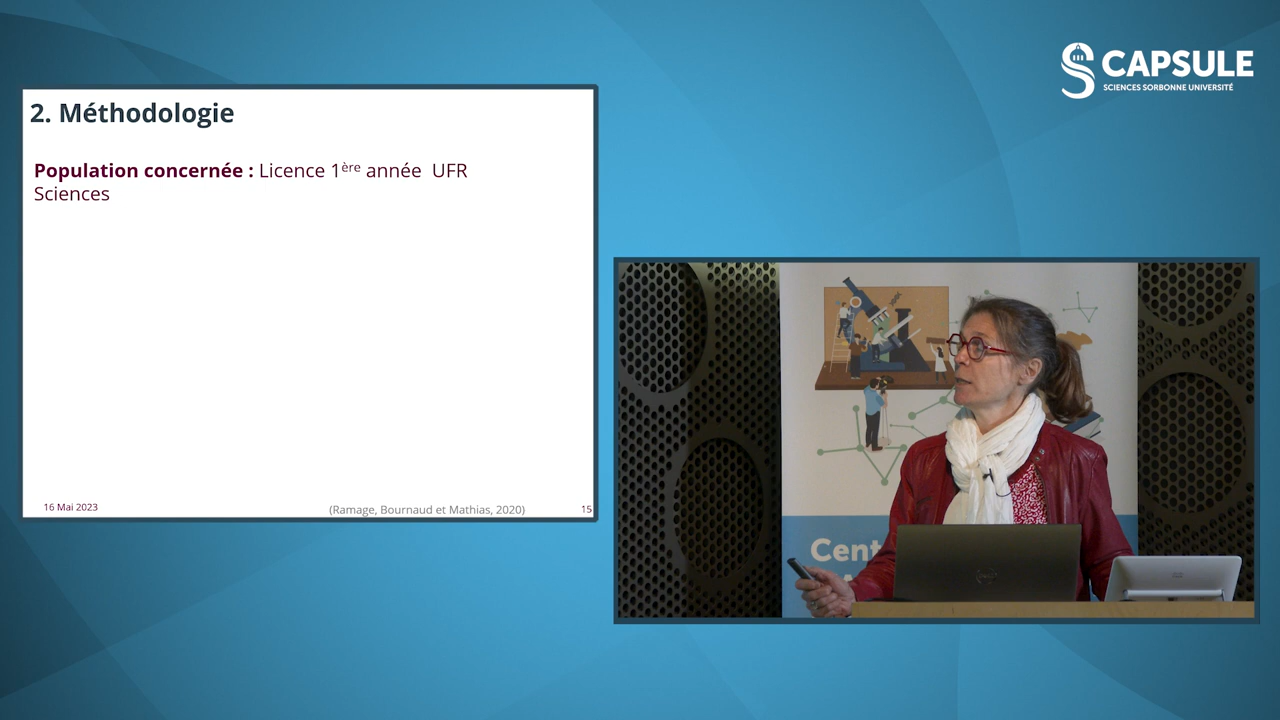 CAPSULE
SCIENCES SORBONNE UNIVERSITÉ
2. Méthodologie
Population concernée : Licence 1ère année UFR
Sciences
16 Mai 2023
(Ramage, Bournaud et Mathias, 2020)
15
Cent